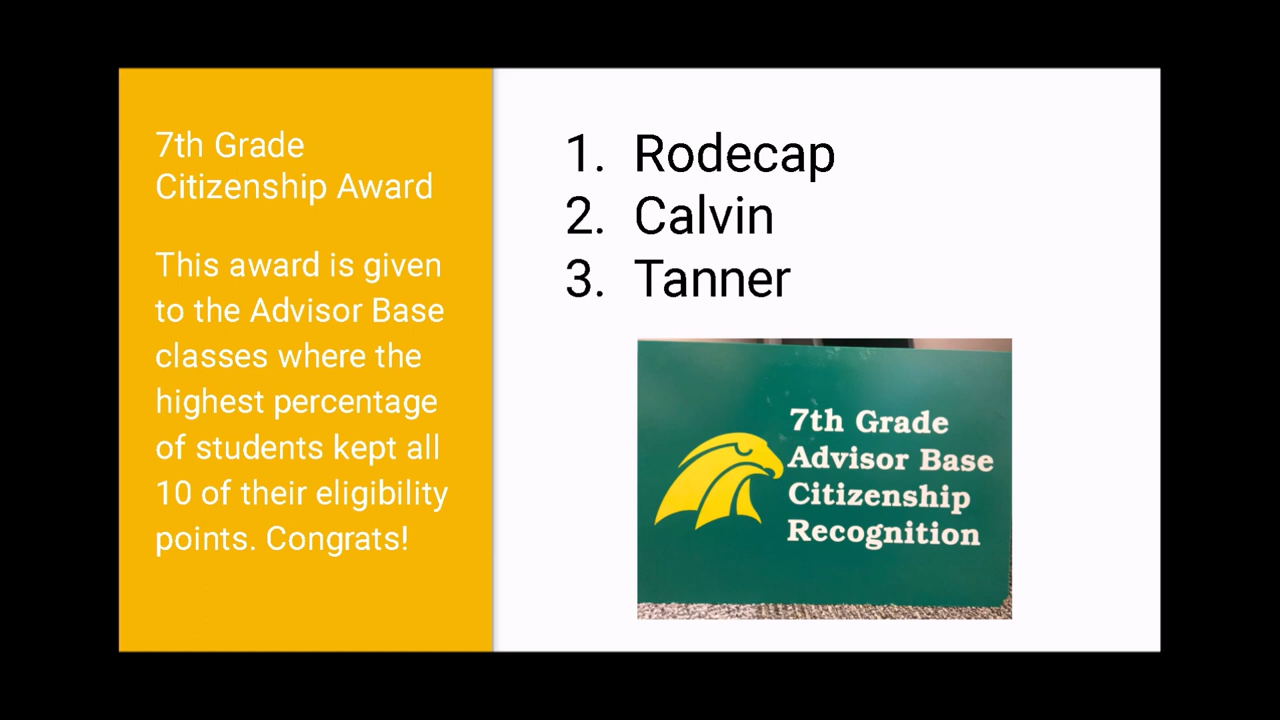 7th Grade
Citizenship Award
This award is given
to the Advisor Base
classes where the
highest percentage
of students kept all
10 of their eligibility
points. Congrats!
1. Rodecap
2. Calvin
3. Tanner
7th Grade
Advisor Base
Citizenship
Recognition